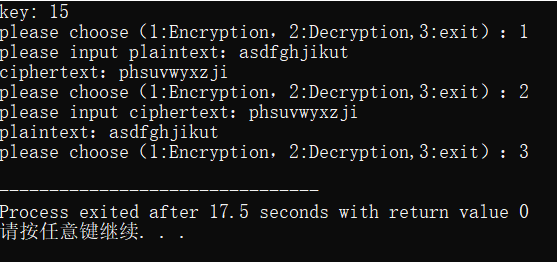 key: 15
please choose（1:Encryption，2:Decryption,3:exit）：1
please input plaintext：asdfghjikut
ciphertext：phsuvwyxzji
please choose（1:Encryption，2:Decryption,3:exit）：2
please input ciphertext：phsuvwyxzji
plaintext：asdfghjikut
please choose（1:Encryption，2:Decryption,3:exit）：3
--------------------------------
Process exited after 17.5 seconds with return value 0
请按任意键继续. . .